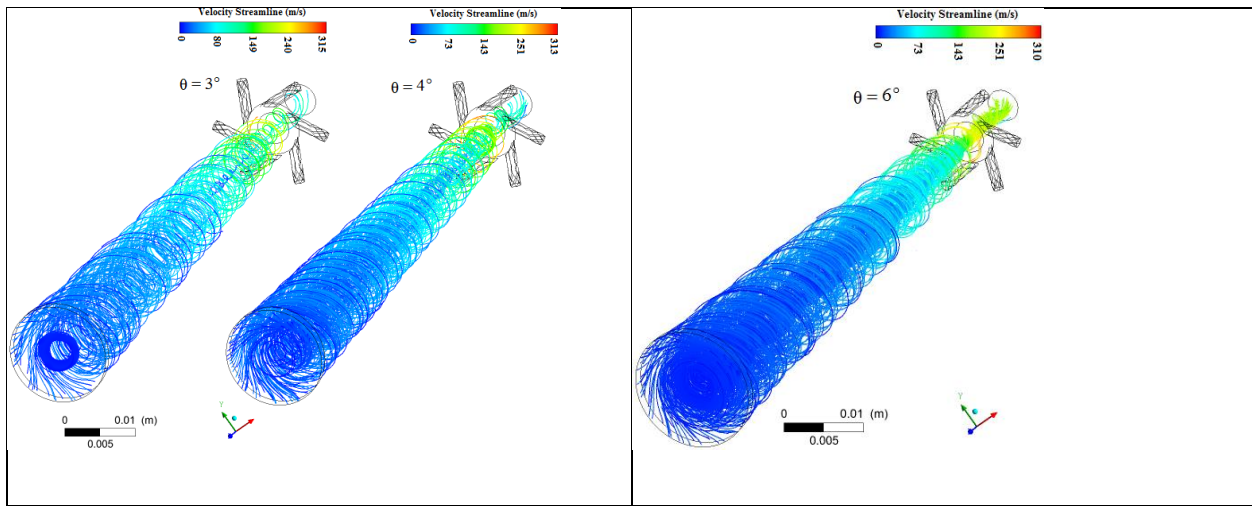 Velocity Streamline (m/s)
0 80 149 240 315
θ = 3°
Velocity Streamline (m/s)
0 73 143 251 313
θ = 4°
0 0.01 (m)
0.005
Y
Velocity Streamline (m/s)
0 73 143 251 310
θ = 6°
0 0.01 (m)
0.005
Y